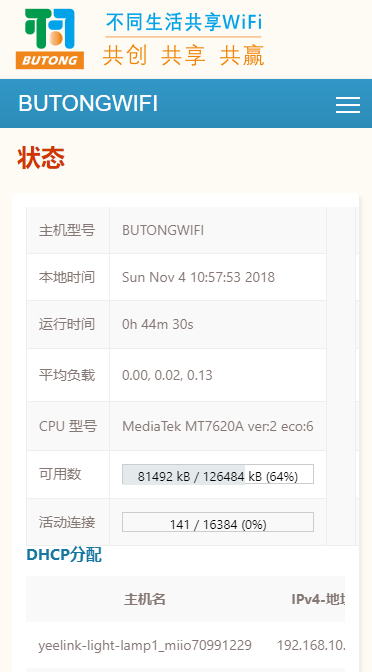 不同生活共享WiFi
BUTONG
共创 共享 共赢
BUTONGWIFI
状态
主机型号 BUTONGWIFI
本地时间 Sun Nov 4 10:57:53 2018
运行时间 0h 44m 30s
平均负载 0.00, 0.02, 0.13
CPU 型号 MediaTek MT7620A ver:2 eco:6
可用数 81492 kB / 126484 kB (64%)
活动连接 141 / 16384 (0%)
DHCP分配
主机名 IPv4-地址
yeelink-light-lamp1_miio70991229 192.168.10.